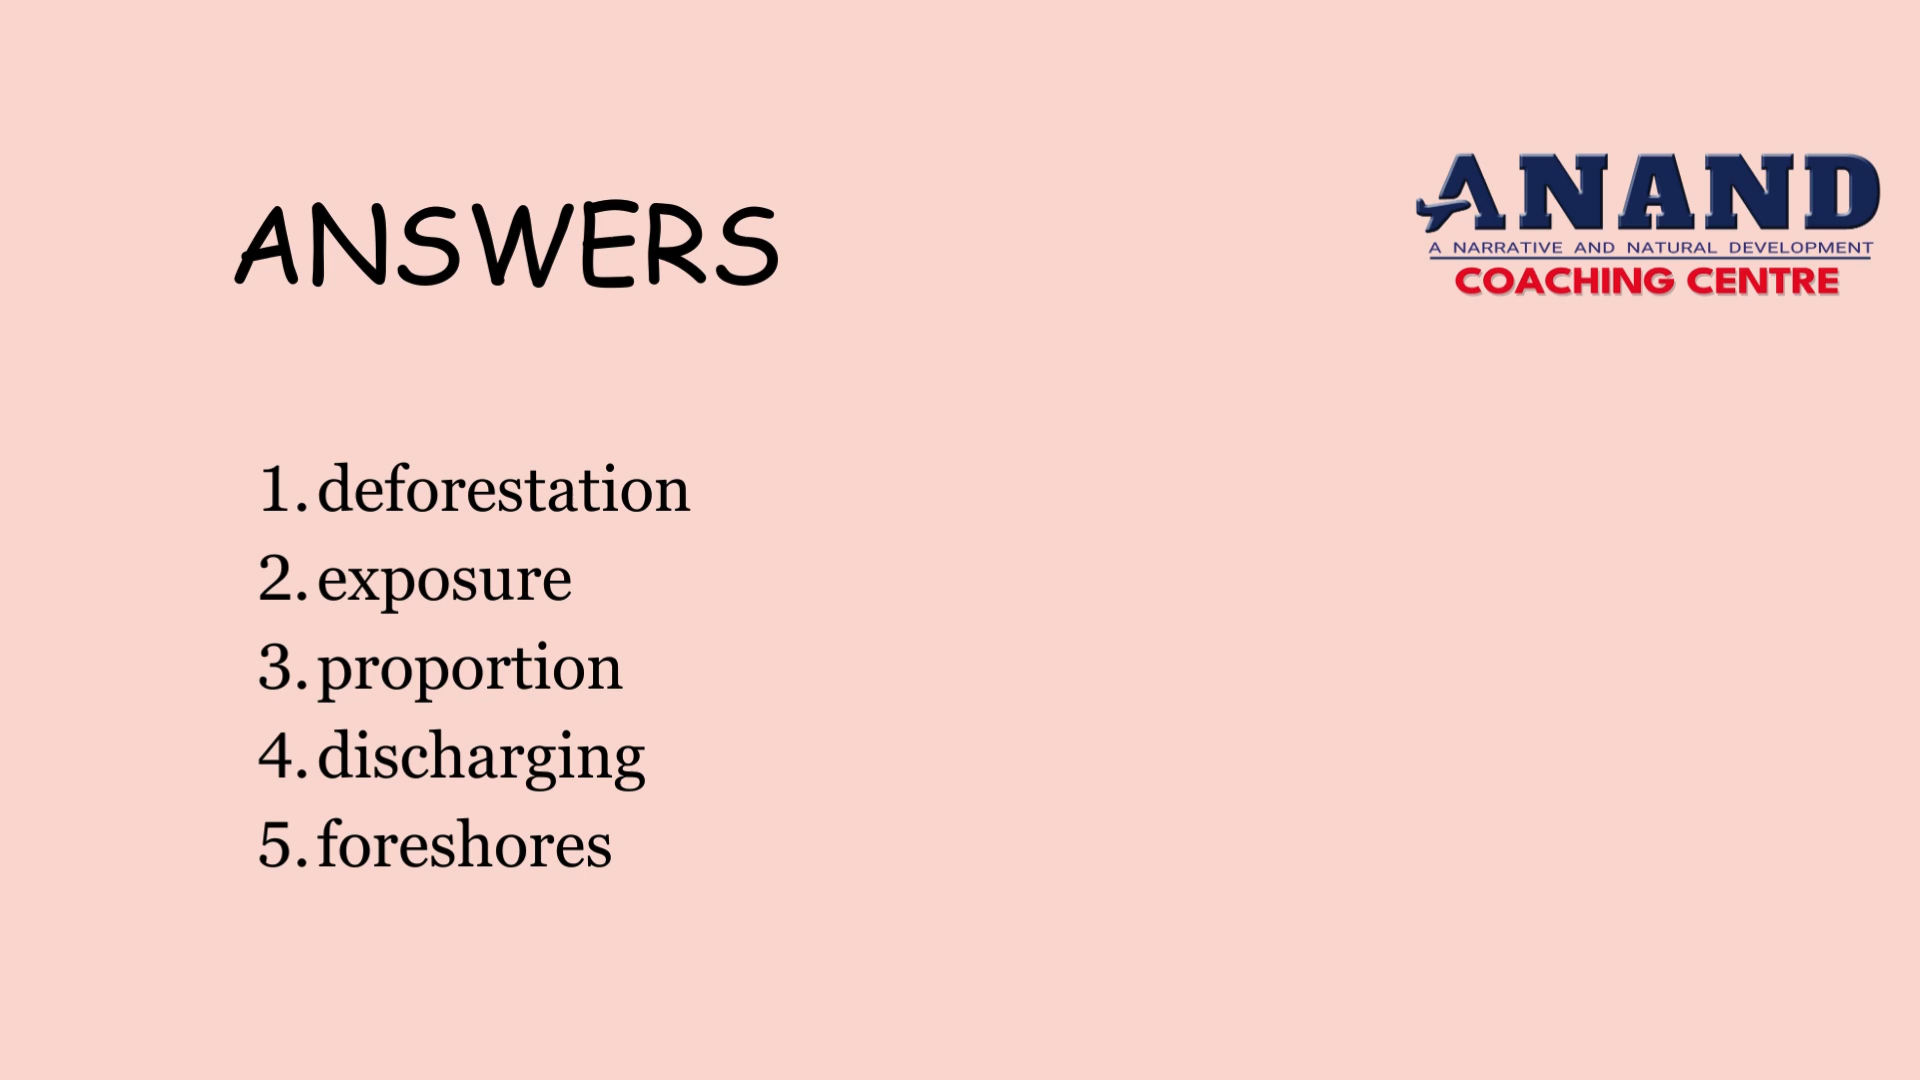 ANAND
A NARRATIVE AND NATURAL DEVELOPMENT
COACHING CENTRE
ANSWERS
1. deforestation
2. exposure
3. proportion
4. discharging
5. foreshores